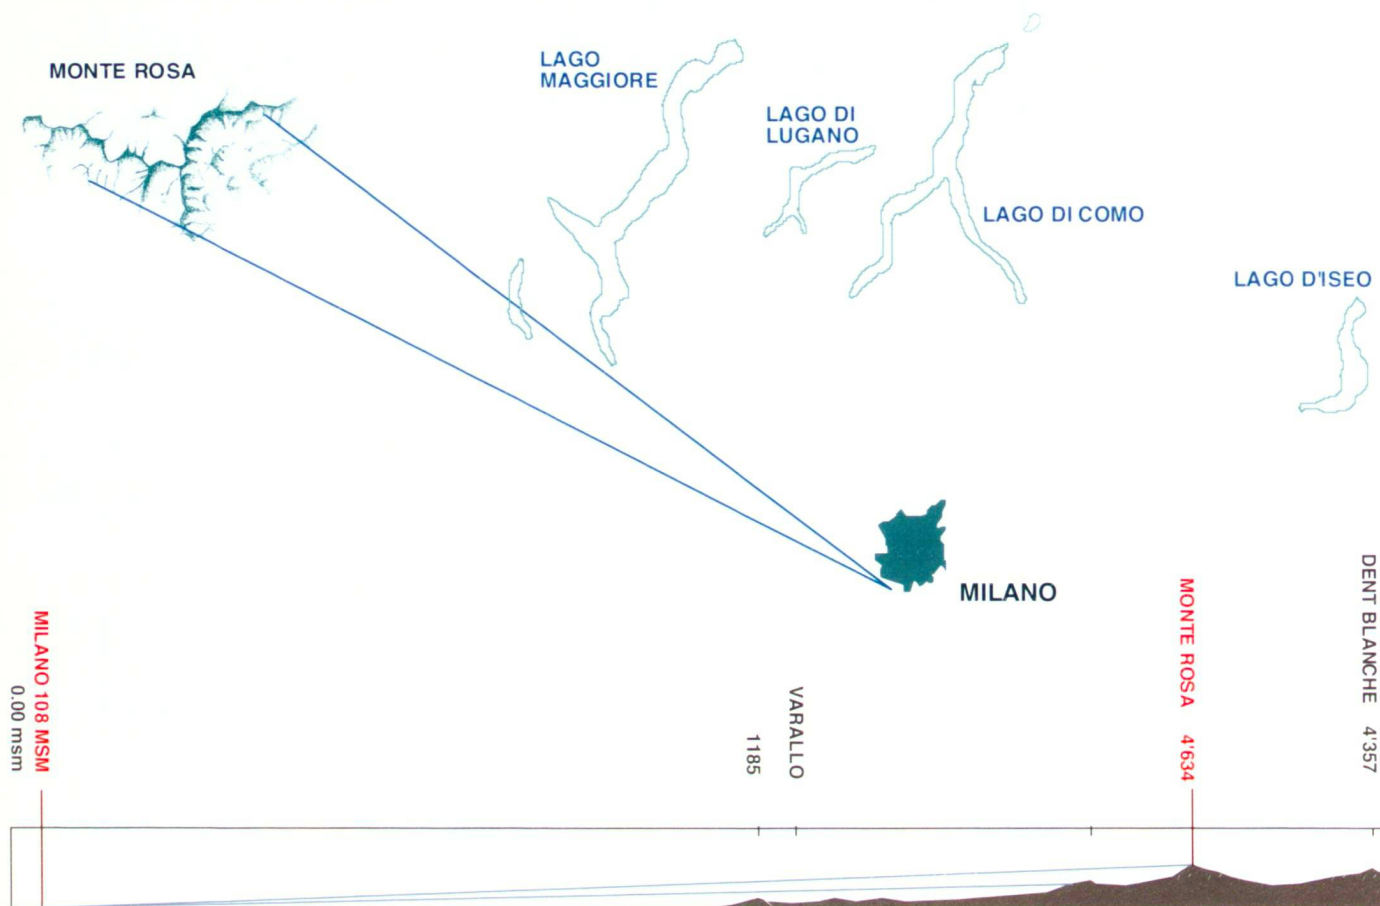 MONTE ROSA
LAGO
MAGGIORE
LAGO DI
LUGANO
LAGO DI COMO
LAGO D'ISEO
MILANO
MILANO 108 MSM
0.00 msm
VARALLO
1185
MONTE ROSA 4'634
DENT BLANCHE 4'357